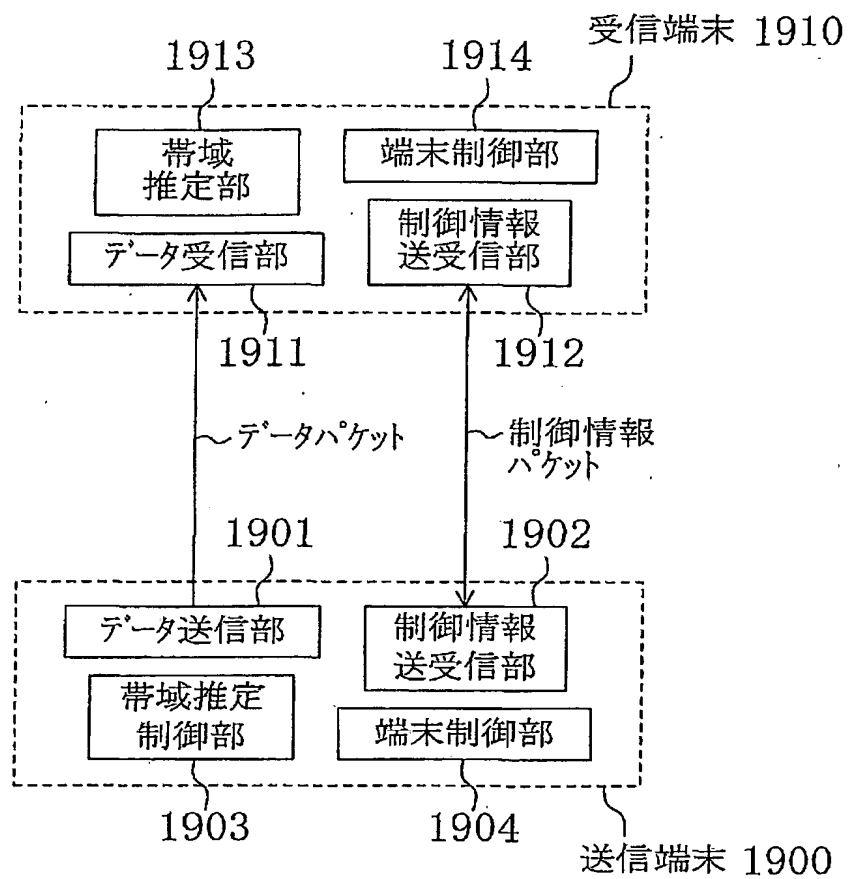 受信端末 1910
1913
1914
帯域
推定部
端末制御部
制御情報
送受信部
データ受信部
1911
1912
データパケット
制御情報
パケット
1901
1902
データ送信部
制御情報
送受信部
帯域推定
制御部
端末制御部
1903
1904
送信端末 1900